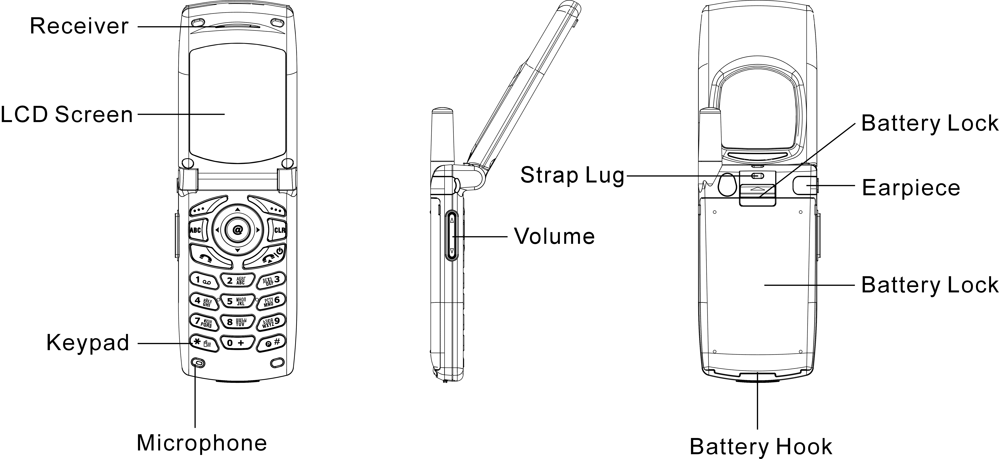 Receiver
LCD Screen
Keypad
Microphone
ABC
@
CLR
1
2 АБВГ
ABC
ДЕЖЗ 3
DEF
4 ИЙКЛ
GHI
5 МНОП
JKL
РСТУ 6
MNO
7 ФХЦЧ
PQRS
8 ШЩЪЫ
TUV
ЬЭЮЯ 9
WXYZ
*
0 +
P #
Volume
Strap Lug
Battery Lock
Earpiece
Battery Lock
Battery Hook